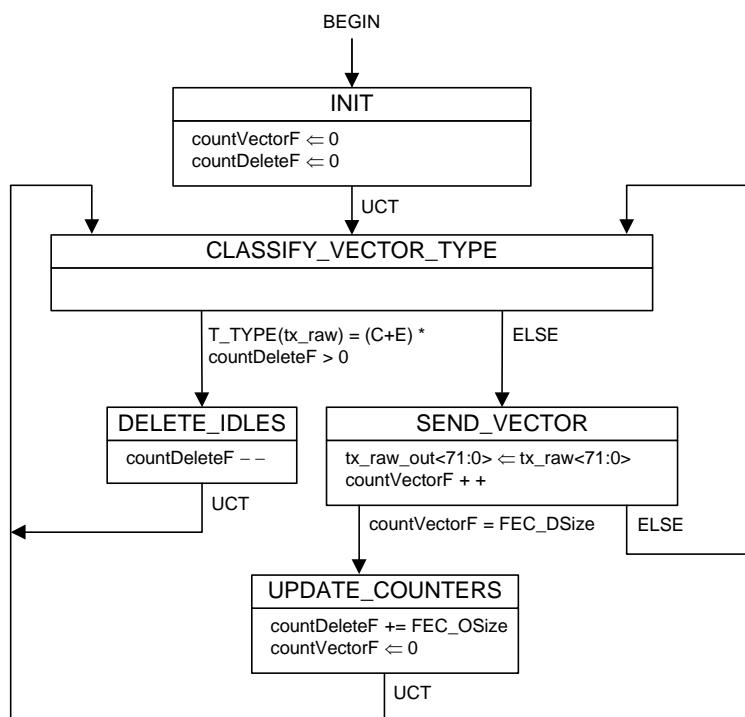 BEGIN
INIT
countVectorF ⇐ 0
countDeleteF ⇐ 0
UCT
CLASSIFY_VECTOR_TYPE
T_TYPE(tx_raw) = (C+E) *
countDeleteF > 0
ELSE
DELETE_IDLES
countDeleteF − −
UCT
SEND_VECTOR
tx_raw_out<71:0> ⇐ tx_raw<71:0>
countVectorF + +
countVectorF = FEC_DSize
ELSE
UPDATE_COUNTERS
countDeleteF += FEC_OSize
countVectorF ⇐ 0
UCT